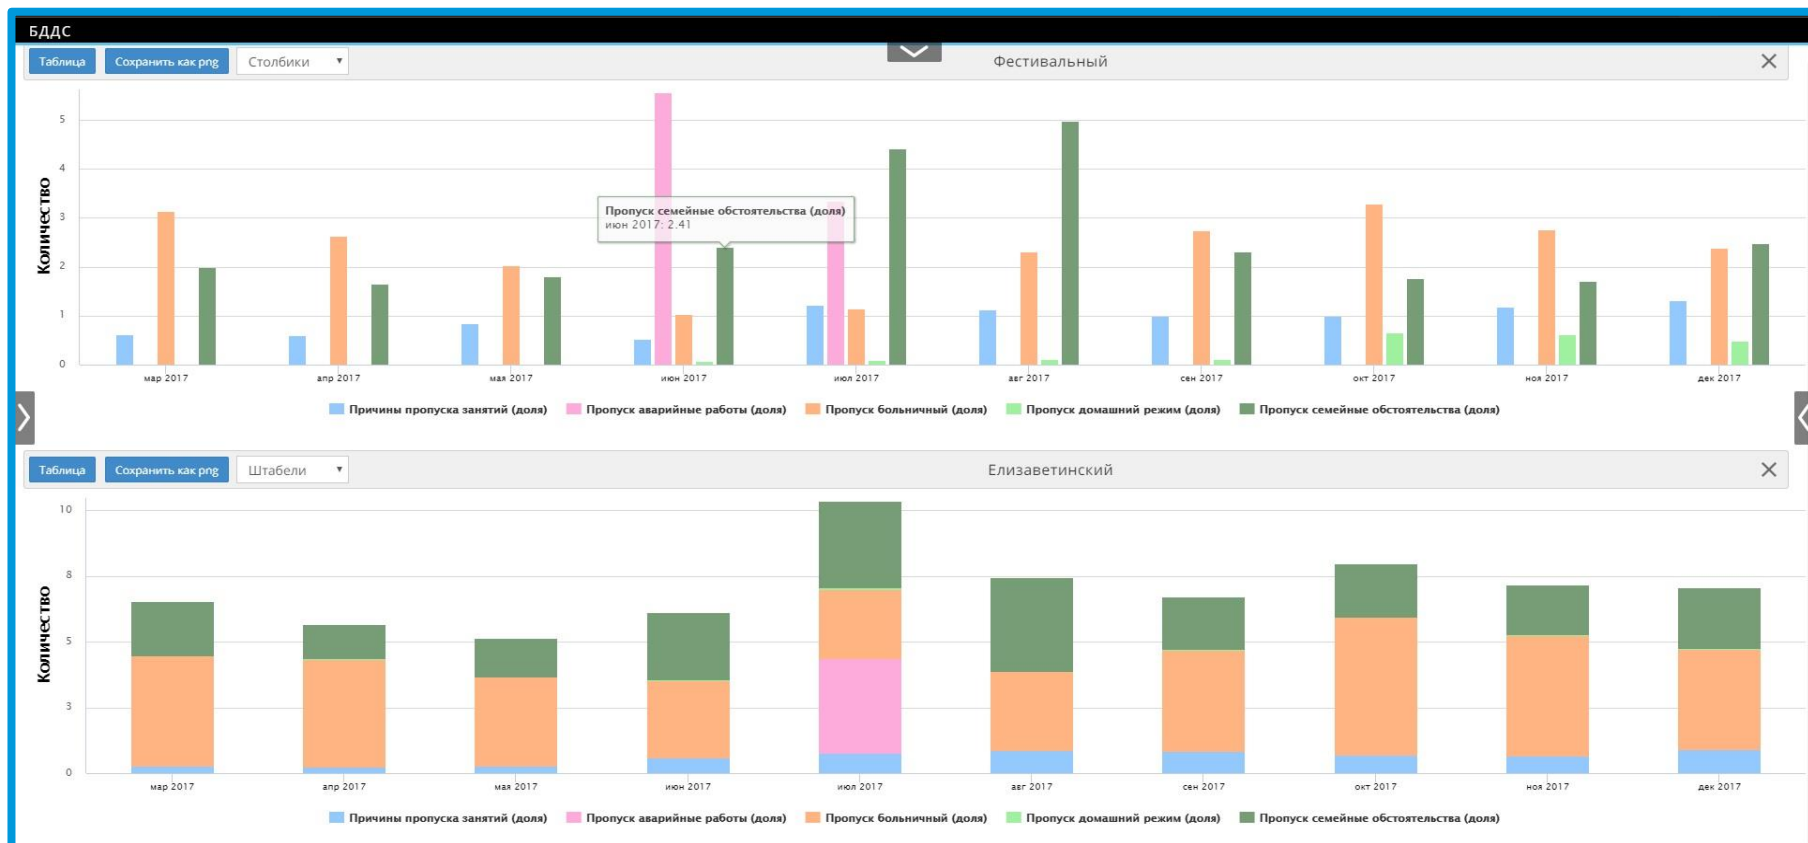 БДДС
Таблица Сохранить как png Столбики Фестивальный
Количество
5
4
3
2
1
0
Пропуск семейные обстоятельства (доля)
июн 2017: 2.41
мар 2017 апр 2017 мая 2017 июн 2017 июл 2017 авг 2017 сен 2017 окт 2017 ноя 2017 дек 2017
Причины пропуска занятий (доля) Пропуск аварийные работы (доля) Пропуск больничный (доля) Пропуск домашний режим (доля) Пропуск семейные обстоятельства (доля)
Таблица Сохранить как png Штабели Елизаветинский
Количество
10
8
5
3
0
мар 2017 апр 2017 мая 2017 июн 2017 июл 2017 авг 2017 сен 2017 окт 2017 ноя 2017 дек 2017
Причины пропуска занятий (доля) Пропуск аварийные работы (доля) Пропуск больничный (доля) Пропуск домашний режим (доля) Пропуск семейные обстоятельства (доля)